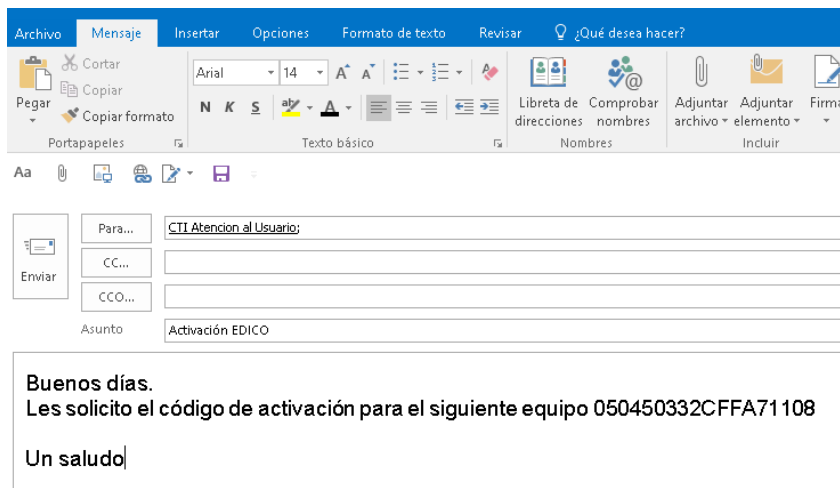 Archivo Mensaje Insertar Opciones Formato de texto Revisar ¿Qué desea hacer?
Pegar
Cortar
Copiar
Copiar formato
Portapapeles
Arial 14
N K S
Texto básico
Libreta de direcciones
Comprobar nombres
Nombres
Adjuntar archivo
Adjuntar elemento
Incluir
Aa
Enviar
Para... CTI Atencion al Usuario;
CC...
CCO...
Asunto Activación EDICO
Buenos días.
Les solicito el código de activación para el siguiente equipo 050450332CFFA71108
Un saludo